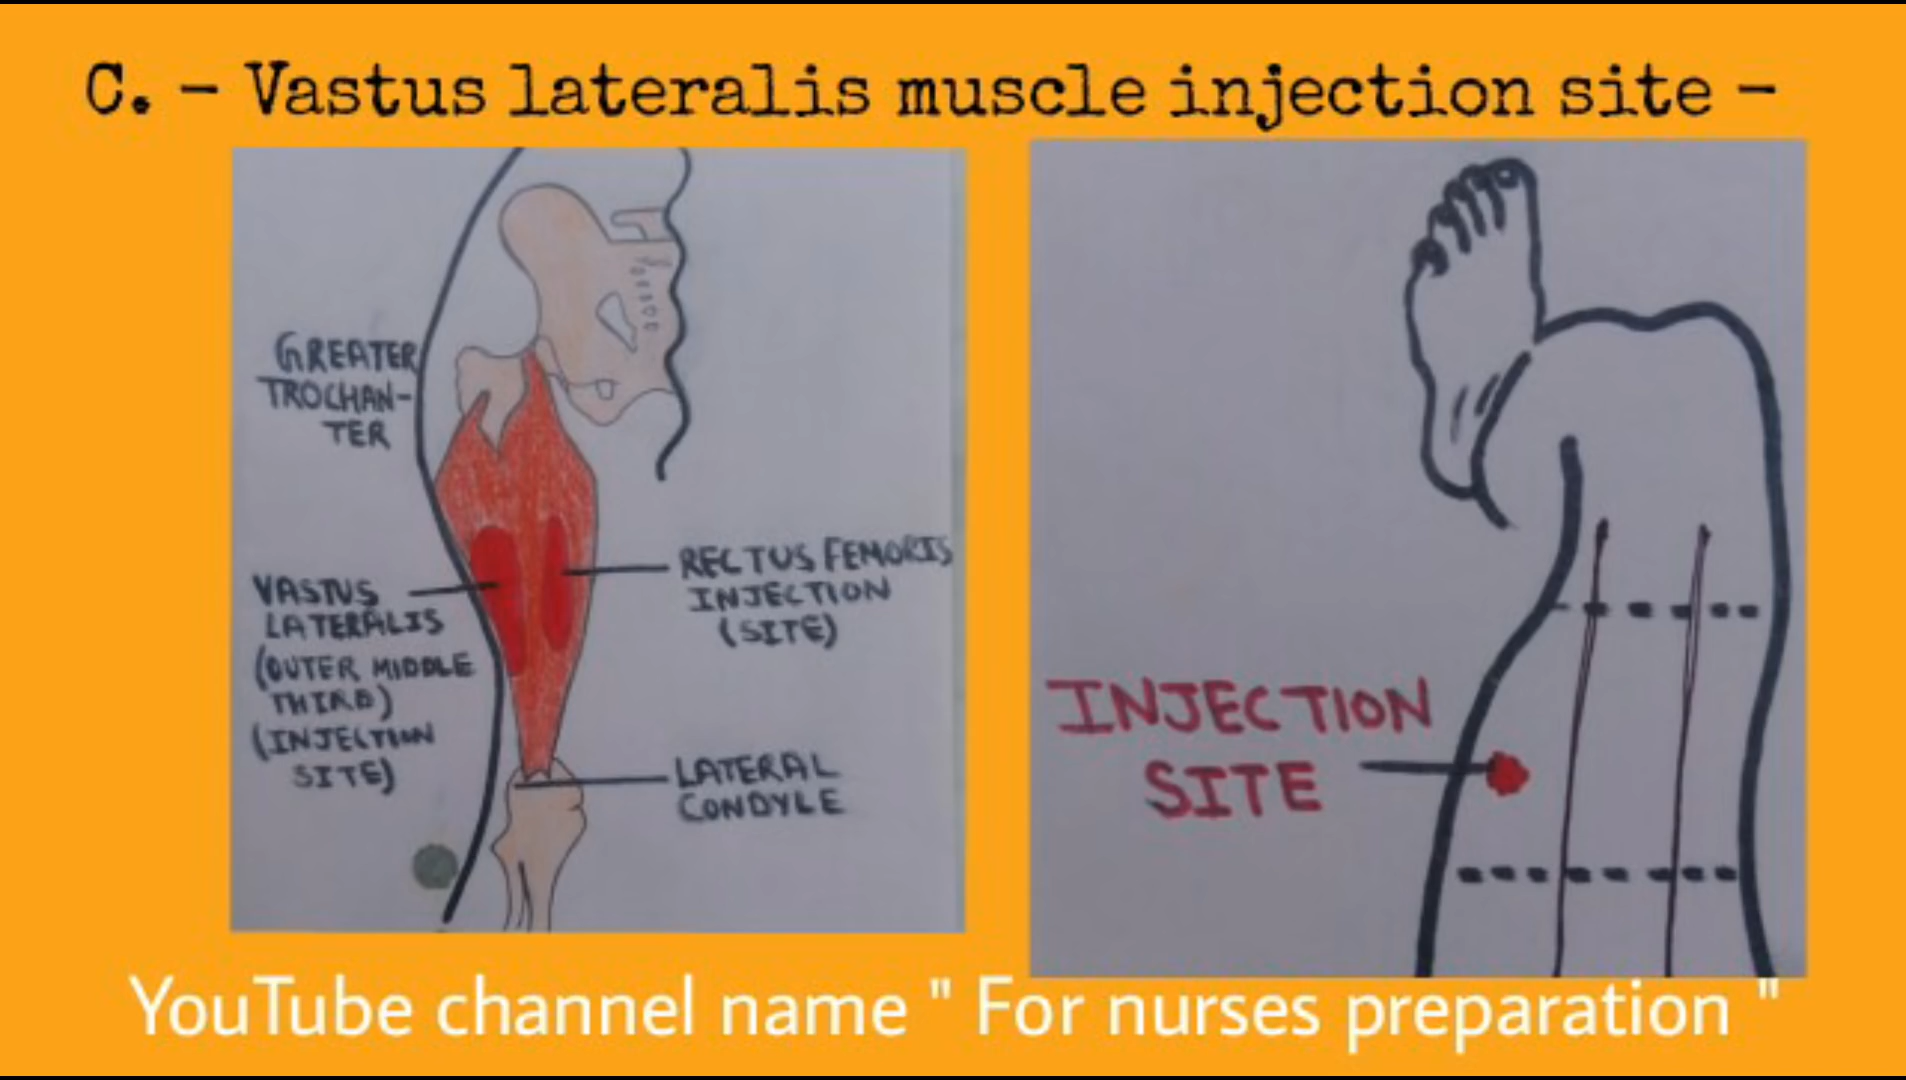 C. - Vastus lateralis muscle injection site -
GREATER
TROCHAN-
TER
VASTUS
LATERALIS
(OUTER MIDDLE
THIRD)
(INJECTION
SITE)
RECTUS FEMORIS
INJECTION
(SITE)
LATERAL
CONDYLE
INJECTION
SITE
YouTube channel name " For nurses preparation "